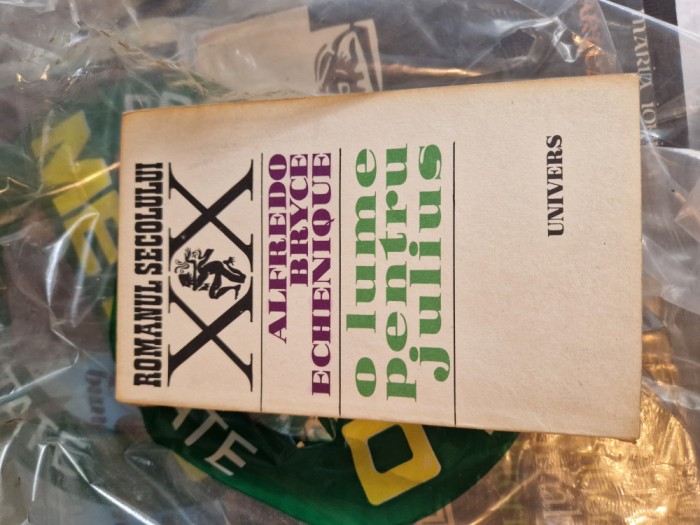 ROMANUL SECOLULUI
XX
ALFREDO
BRYCE
ECHENIQUE
o lume
pentru
julius
UNIVERS